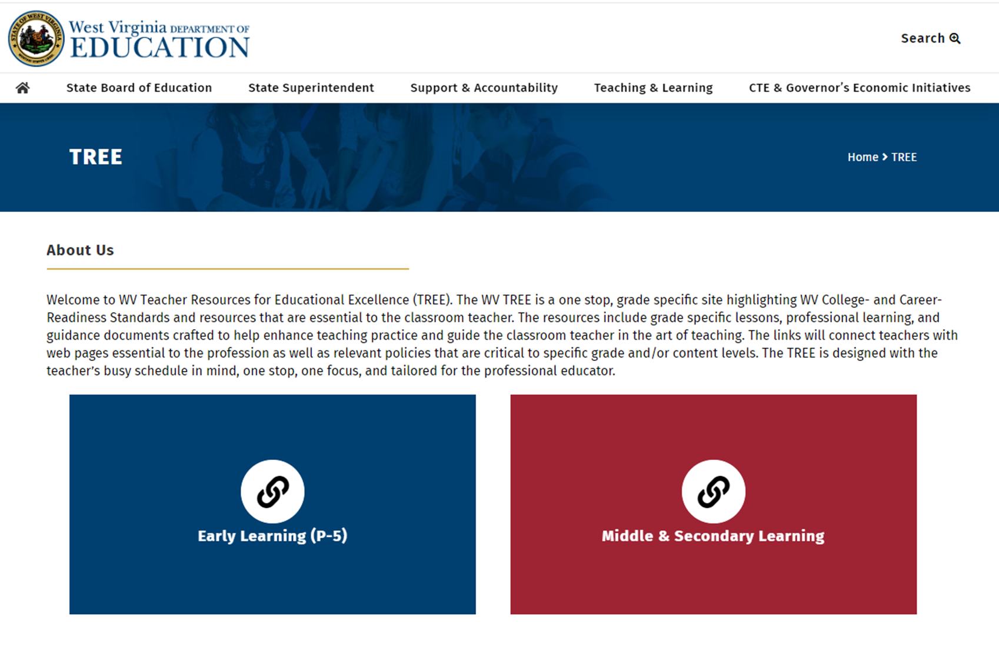 STATE OF WEST VIRGINIA
MONTANI SEMPER LIBERI
West Virginia DEPARTMENT OF
EDUCATION
Search
State Board of Education State Superintendent Support & Accountability Teaching & Learning CTE & Governor’s Economic Initiatives
TREE
Home > TREE
About Us
Welcome to WV Teacher Resources for Educational Excellence (TREE). The WV TREE is a one stop, grade specific site highlighting WV College- and Career-
Readiness Standards and resources that are essential to the classroom teacher. The resources include grade specific lessons, professional learning, and
guidance documents crafted to help enhance teaching practice and guide the classroom teacher in the art of teaching. The links will connect teachers with
web pages essential to the profession as well as relevant policies that are critical to specific grade and/or content levels. The TREE is designed with the
teacher’s busy schedule in mind, one stop, one focus, and tailored for the professional educator.
Early Learning (P-5)
Middle & Secondary Learning